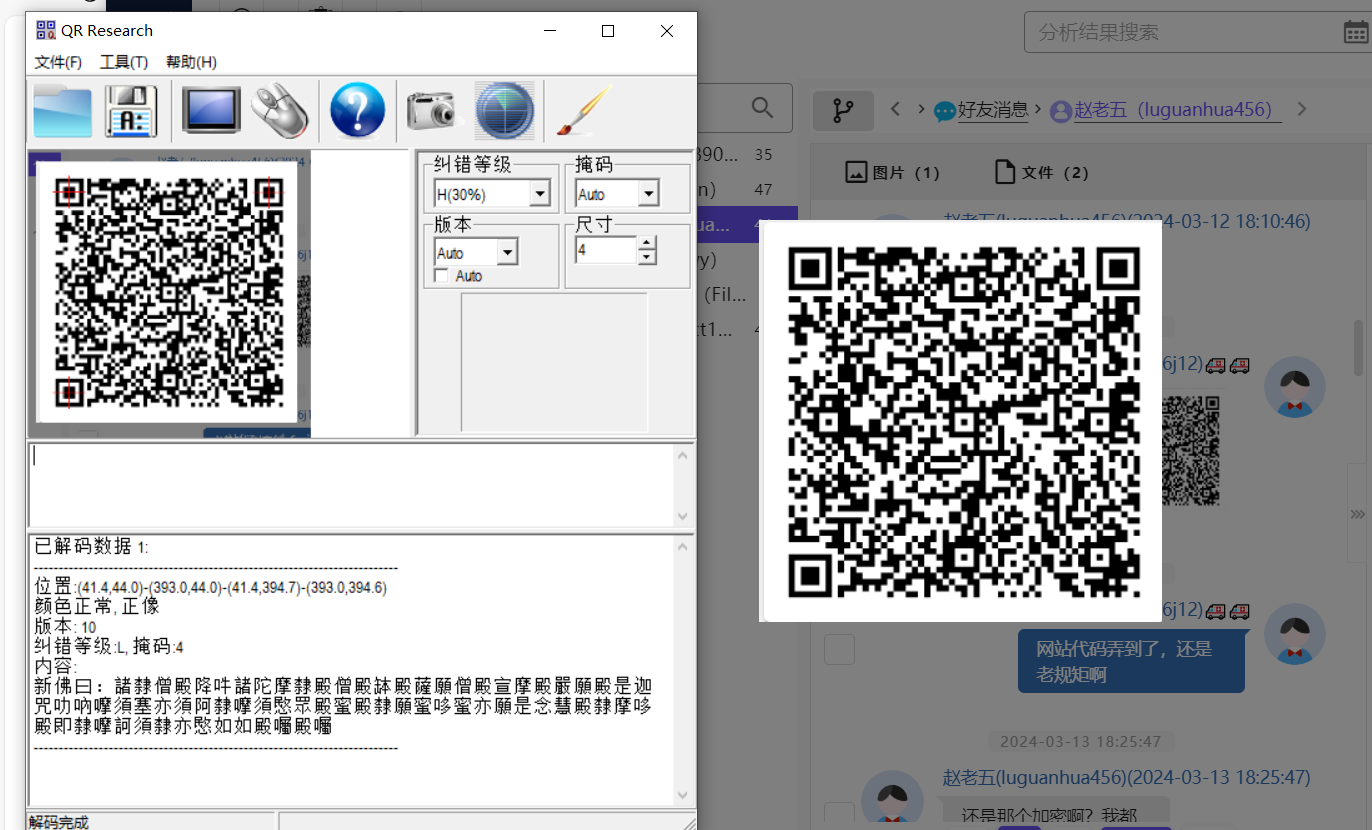 QR Research
文件(F) 工具(T) 帮助(H)
纠错等级
H(30%)
掩码
Auto
版本
Auto
Auto
尺寸
4
已解码数据 1:
位置:(41.4,44.0)-(393.0,44.0)-(41.4,394.7)-(393.0,394.6)
颜色正常, 正像
版本: 10
纠错等级:L, 掩码:4
内容:
新佛曰：諸隸僧殿降吽諸陀摩隸殿僧殿缽殿薩願僧殿宣摩殿嚴願殿是迦
咒叻吶嚤須塞亦須阿隸嚤須愍眾殿蜜殿隸願蜜哆蜜亦願是念慧殿隸摩哆
殿即隸嚤訶須隸亦愍如如殿囑殿囑
解码完成
分析结果搜索
好友消息
赵老五（luguanhua456）
390... 35
n） 47
ua...
(Fil...
图片（1） 文件（2）
赵老五(luguanhua456)(2024-03-12 18:10:46)
6j12)
6j12)
网站代码弄到了，还是
老规矩啊
2024-03-13 18:25:47
赵老五(luguanhua456)(2024-03-13 18:25:47)
还是那个加密啊？我都